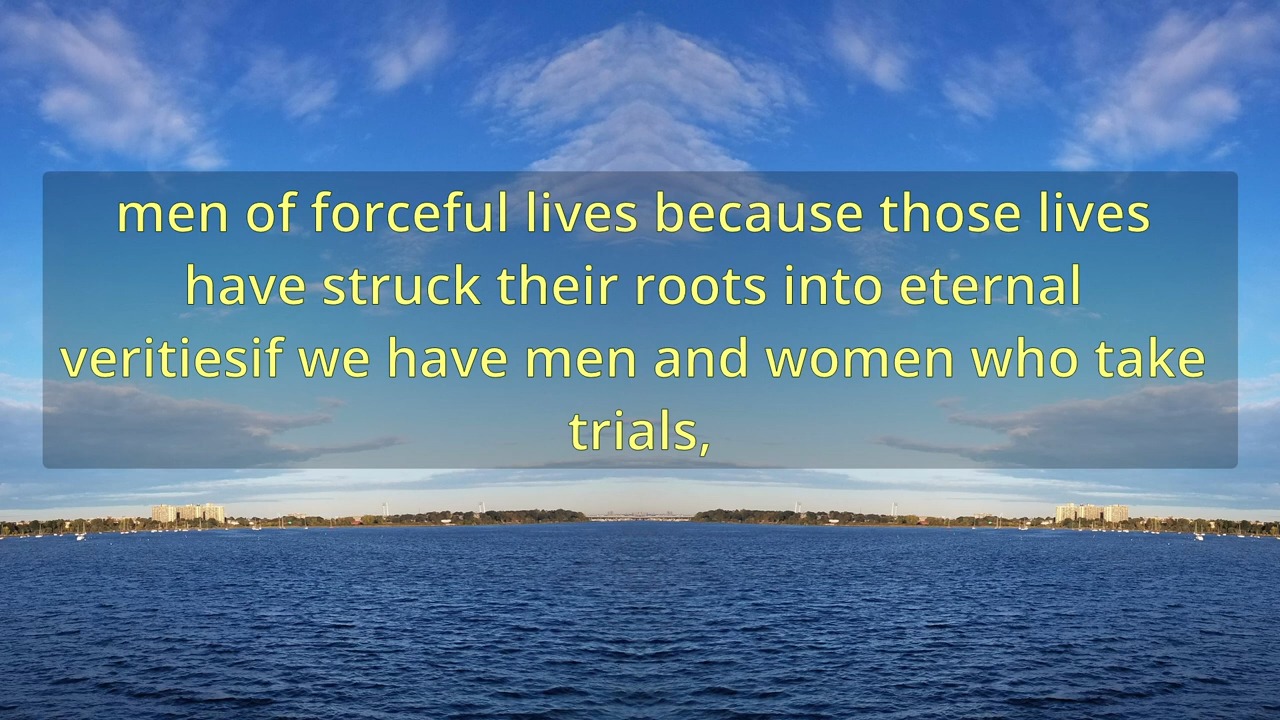 men of forceful lives because those lives
have struck their roots into eternal
veritiesif we have men and women who take
trials,